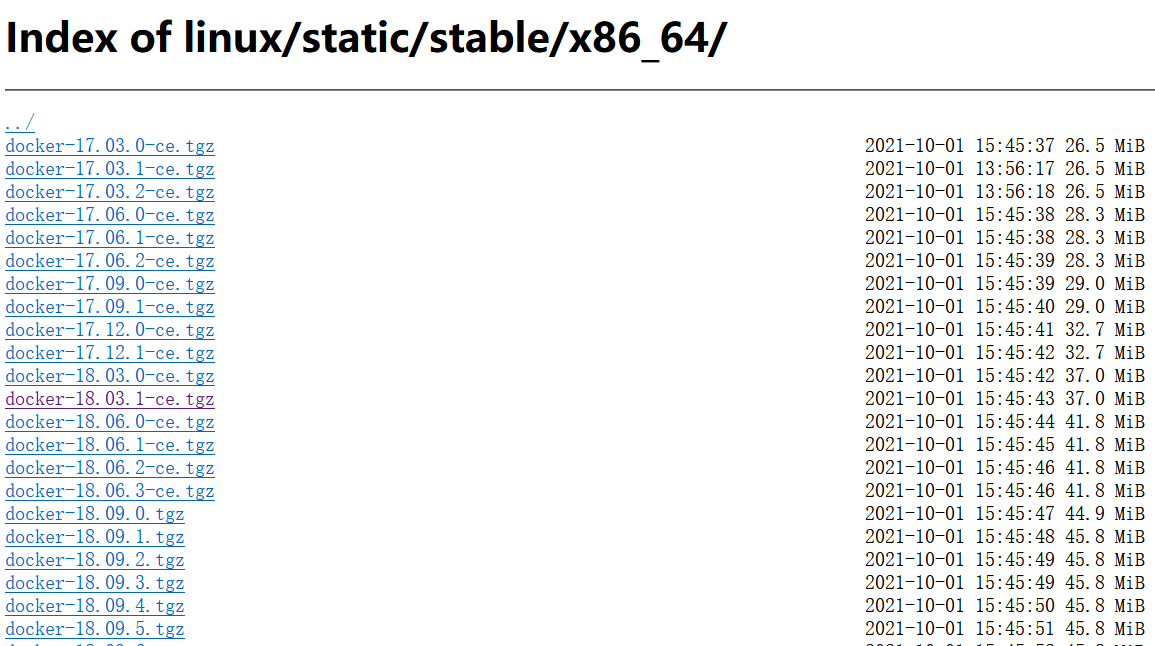 Index of linux/static/stable/x86_64/
../
docker-17.03.0-ce.tgz 2021-10-01 15:45:37 26.5 MiB
docker-17.03.1-ce.tgz 2021-10-01 13:56:17 26.5 MiB
docker-17.03.2-ce.tgz 2021-10-01 13:56:18 26.5 MiB
docker-17.06.0-ce.tgz 2021-10-01 15:45:38 28.3 MiB
docker-17.06.1-ce.tgz 2021-10-01 15:45:38 28.3 MiB
docker-17.06.2-ce.tgz 2021-10-01 15:45:39 28.3 MiB
docker-17.09.0-ce.tgz 2021-10-01 15:45:39 29.0 MiB
docker-17.09.1-ce.tgz 2021-10-01 15:45:40 29.0 MiB
docker-17.12.0-ce.tgz 2021-10-01 15:45:41 32.7 MiB
docker-17.12.1-ce.tgz 2021-10-01 15:45:42 32.7 MiB
docker-18.03.0-ce.tgz 2021-10-01 15:45:42 37.0 MiB
docker-18.03.1-ce.tgz 2021-10-01 15:45:43 37.0 MiB
docker-18.06.0-ce.tgz 2021-10-01 15:45:44 41.8 MiB
docker-18.06.1-ce.tgz 2021-10-01 15:45:45 41.8 MiB
docker-18.06.2-ce.tgz 2021-10-01 15:45:46 41.8 MiB
docker-18.06.3-ce.tgz 2021-10-01 15:45:46 41.8 MiB
docker-18.09.0.tgz 2021-10-01 15:45:47 44.9 MiB
docker-18.09.1.tgz 2021-10-01 15:45:48 45.8 MiB
docker-18.09.2.tgz 2021-10-01 15:45:49 45.8 MiB
docker-18.09.3.tgz 2021-10-01 15:45:49 45.8 MiB
docker-18.09.4.tgz 2021-10-01 15:45:50 45.8 MiB
docker-18.09.5.tgz 2021-10-01 15:45:51 45.8 MiB